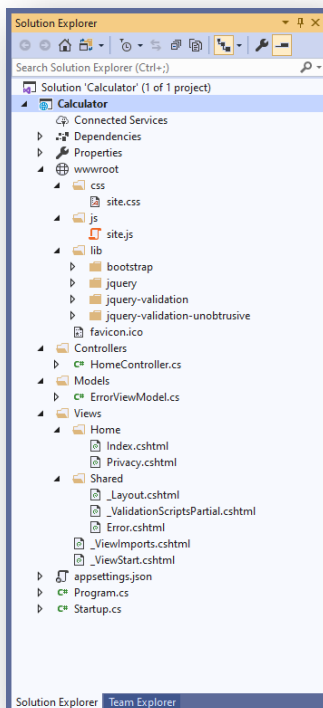 Solution Explorer
Search Solution Explorer (Ctrl+;)
Solution 'Calculator' (1 of 1 project)
Calculator
Connected Services
Dependencies
Properties
wwwroot
css
site.css
js
site.js
lib
bootstrap
jquery
jquery-validation
jquery-validation-unobtrusive
favicon.ico
Controllers
C# HomeController.cs
Models
C# ErrorViewModel.cs
Views
Home
Index.cshtml
Privacy.cshtml
Shared
_Layout.cshtml
_ValidationScriptsPartial.cshtml
Error.cshtml
_ViewImports.cshtml
_ViewStart.cshtml
appsettings.json
C# Program.cs
C# Startup.cs
Solution Explorer Team Explorer